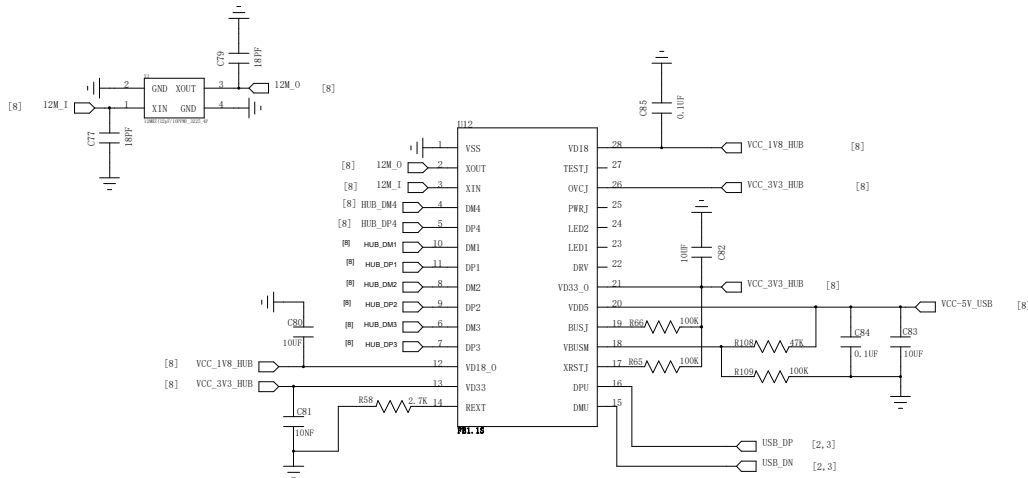 C79
18PF
2 GND XOUT 3
12M_O [8]
[8] 12M_I
1 XIN GND 4
C77
18PF
C85
0.1UF
U12
1 VSS VD18 28
VCC_1V8_HUB [8]
[8] 12M_O 2 XOUT TESTJ 27
[8] 12M_I 3 XIN OVCJ 26
VCC_3V3_HUB [8]
[8] HUB_DM4 4 DM4 PWRJ 25
[8] HUB_DP4 5 DP4 LED2 24
[8] HUB_DM1 10 DM1 LED1 23
10UF
C82
[8] HUB_DP1 11 DP1 DRV 22
[8] HUB_DM2 8 DM2 VD33_O 21
VCC_3V3_HUB [8]
[8] HUB_DP2 9 DP2 VDD5 20
VCC-5V_USB [8]
[8] HUB_DM3 6 DM3 BUSJ 19
R66 100K
C84
0.1UF
C83
10UF
[8] HUB_DP3 7 DP3 VBUSM 18
R108 47K
C80
10UF
[8] VCC_1V8_HUB 12 VD18_O XRSTJ 17
R65 100K
R109 100K
[8] VCC_3V3_HUB 13 VD33 DPU 16
R58 2.7K 14 REXT DMU 15
C81
10NF
FE1.1S
USB_DP [2,3]
USB_DN [2,3]